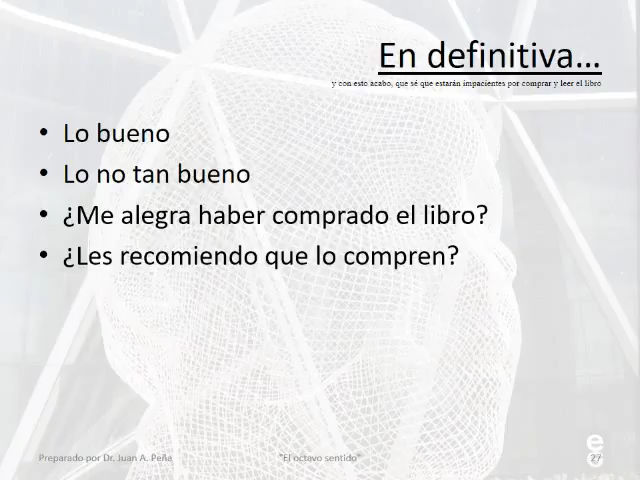 En definitiva...
y con esto acabo, que sé que estarán impacientes por comprar y leer el libro
• Lo bueno
• Lo no tan bueno
• ¿Me alegra haber comprado el libro?
• ¿Les recomiendo que lo compren?
Preparado por Dr. Juan A. Peña
"El octavo sentido"
27